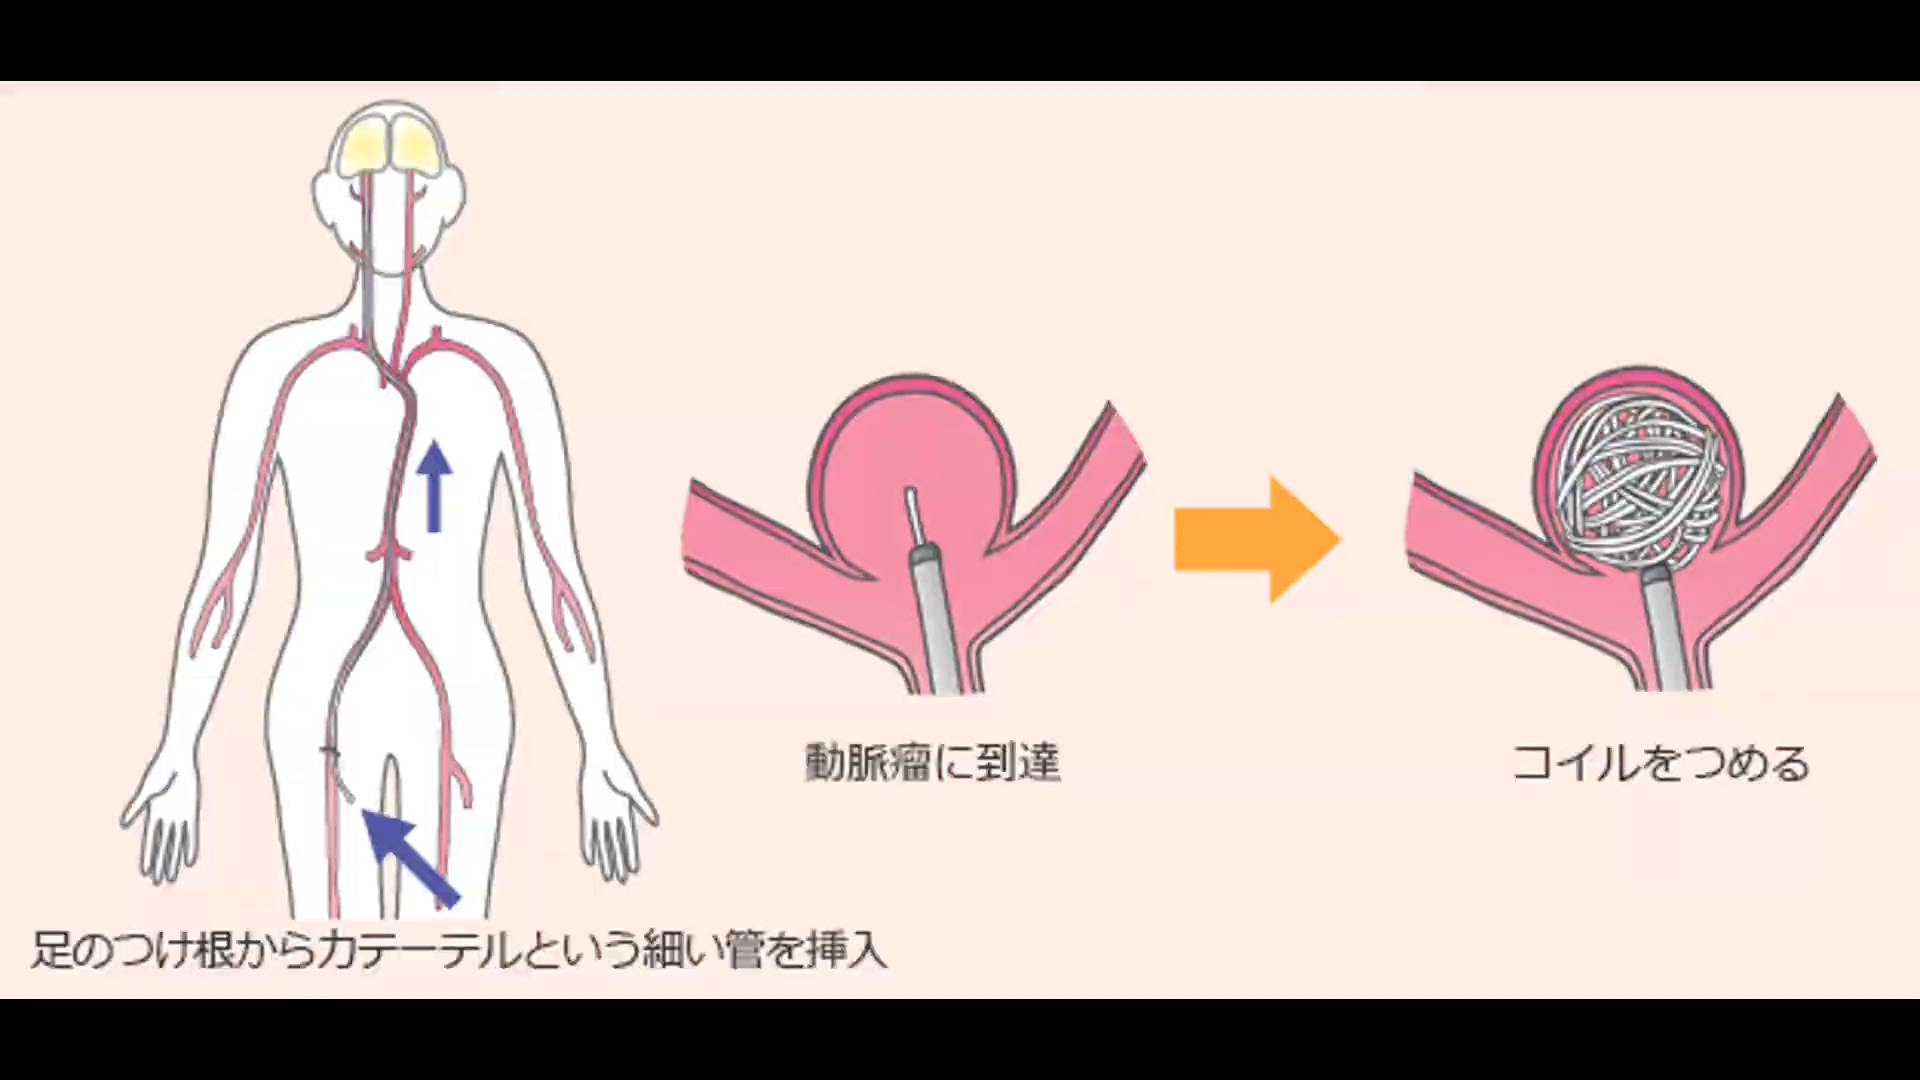 動脈瘤に到達
コイルをつめる
足のつけ根からカテーテルという細い管を挿入